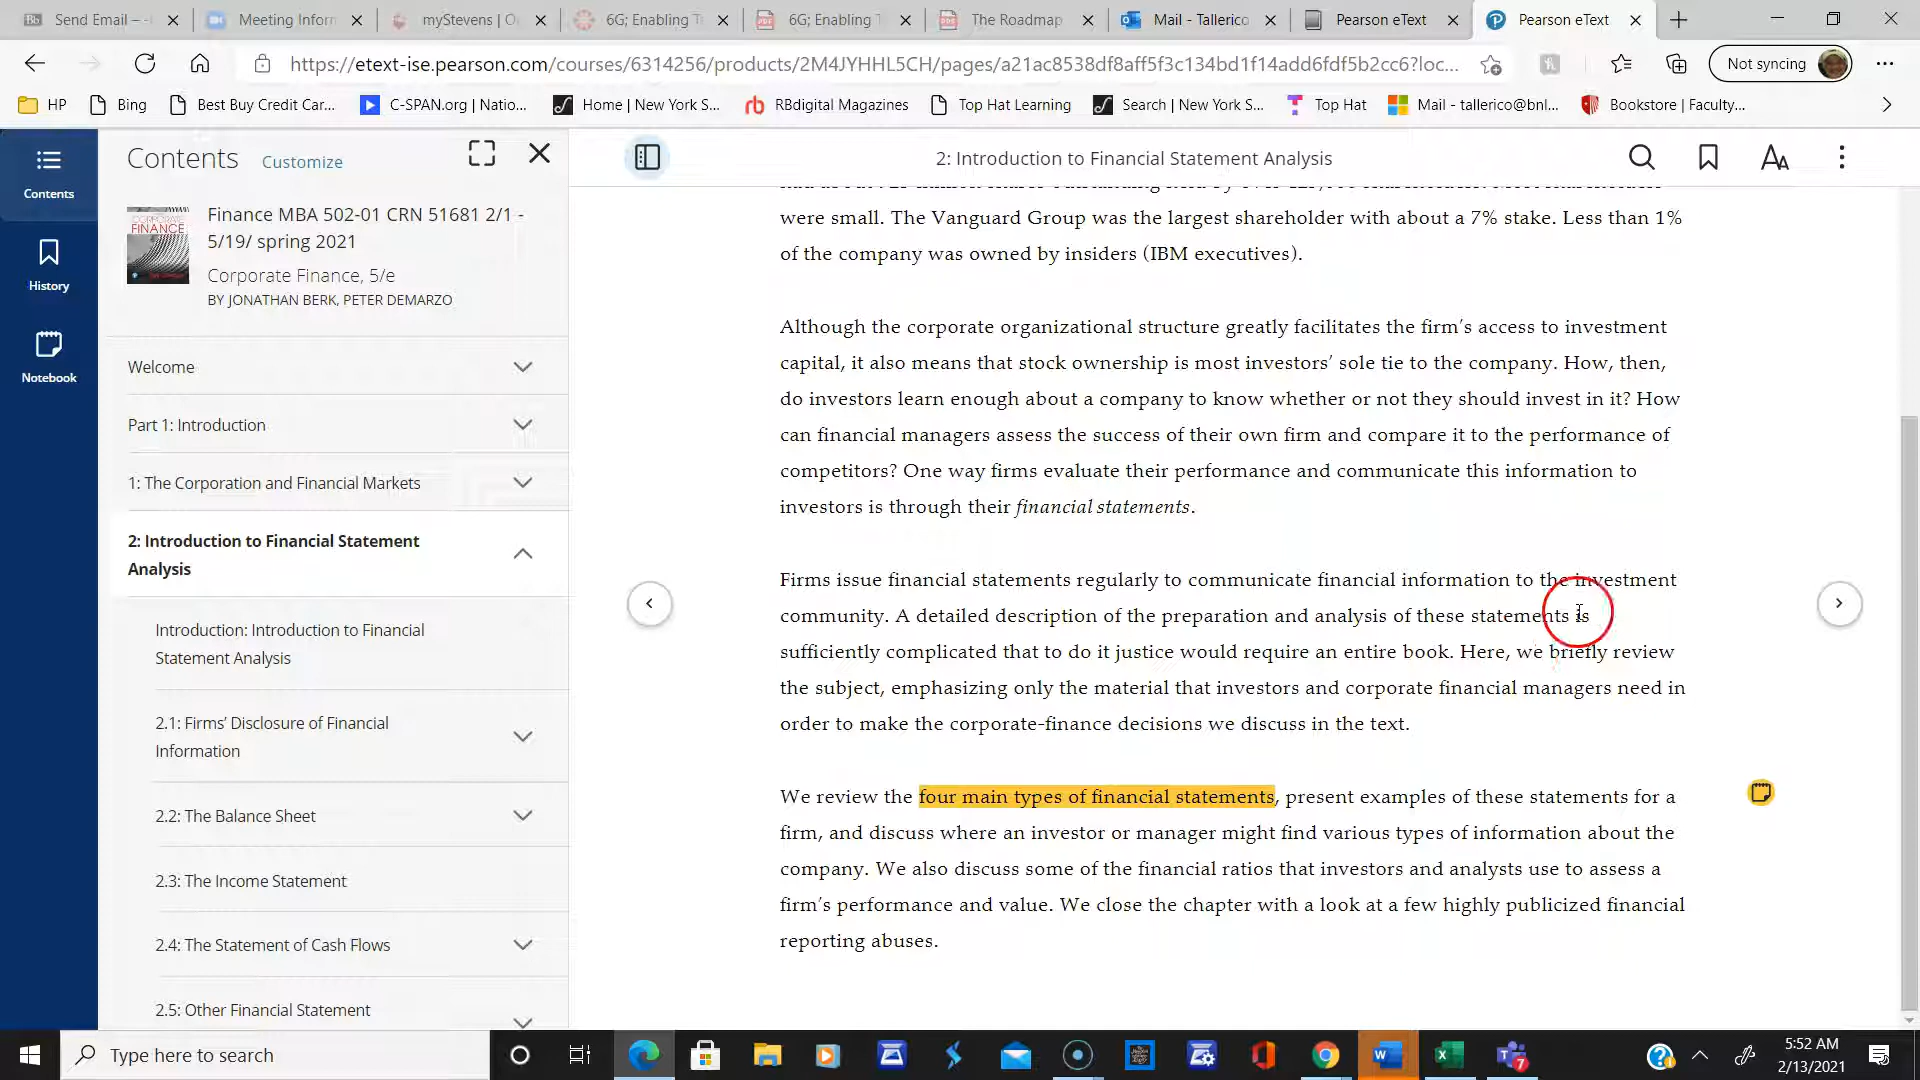 Send Email –
Meeting Inforn
myStevens | O
6G; Enabling T
6G; Enabling T
The Roadmap
Mail - Tallerico
Pearson eText
Pearson eText
https://etext-ise.pearson.com/courses/6314256/products/2M4JYHHL5CH/pages/a21ac8538df8aff5f3c134bd1f14add6fdf5b2cc6?loc...
Not syncing
HP
Bing
Best Buy Credit Car...
C-SPAN.org | Natio...
Home | New York S...
RBdigital Magazines
Top Hat Learning
Search | New York S...
Top Hat
Mail - tallerico@bnl...
Bookstore | Faculty...
Contents
History
Notebook
Contents
Customize
CORPORATE
FINANCE
Finance MBA 502-01 CRN 51681 2/1 -
5/19/ spring 2021
Corporate Finance, 5/e
BY JONATHAN BERK, PETER DEMARZO
Welcome
Part 1: Introduction
1: The Corporation and Financial Markets
2: Introduction to Financial Statement
Analysis
Introduction: Introduction to Financial
Statement Analysis
2.1: Firms' Disclosure of Financial
Information
2.2: The Balance Sheet
2.3: The Income Statement
2.4: The Statement of Cash Flows
2.5: Other Financial Statement
2: Introduction to Financial Statement Analysis
were small. The Vanguard Group was the largest shareholder with about a 7% stake. Less than 1%
of the company was owned by insiders (IBM executives).
Although the corporate organizational structure greatly facilitates the firm's access to investment
capital, it also means that stock ownership is most investors' sole tie to the company. How, then,
do investors learn enough about a company to know whether or not they should invest in it? How
can financial managers assess the success of their own firm and compare it to the performance of
competitors? One way firms evaluate their performance and communicate this information to
investors is through their financial statements.
Firms issue financial statements regularly to communicate financial information to the investment
community. A detailed description of the preparation and analysis of these statements is
sufficiently complicated that to do it justice would require an entire book. Here, we briefly review
the subject, emphasizing only the material that investors and corporate financial managers need in
order to make the corporate-finance decisions we discuss in the text.
We review the four main types of financial statements, present examples of these statements for a
firm, and discuss where an investor or manager might find various types of information about the
company. We also discuss some of the financial ratios that investors and analysts use to assess a
firm's performance and value. We close the chapter with a look at a few highly publicized financial
reporting abuses.
Type here to search
7
5:52 AM
2/13/2021